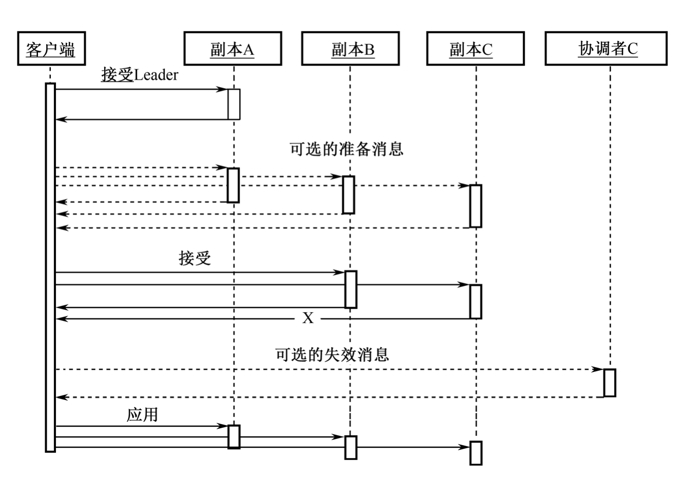 客户端 副本A 副本B 副本C 协调者C
接受Leader
可选的准备消息
接受
X
可选的失效消息
应用